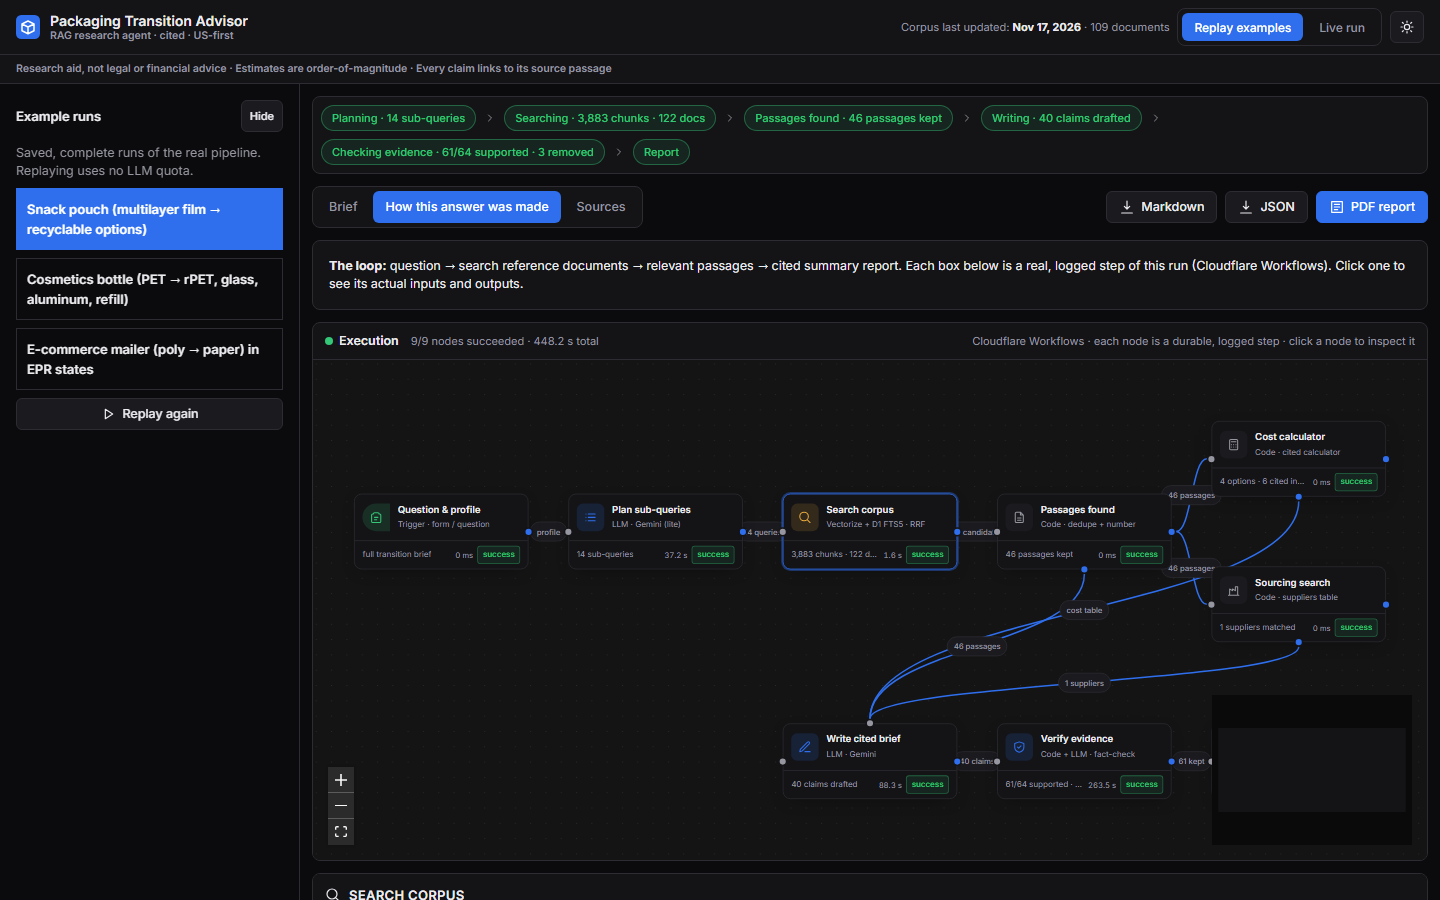 Packaging Transition Advisor
RAG research agent · cited · US-first
Corpus last updated: Nov 17, 2026 · 109 documents
Replay examples
Live run
Research aid, not legal or financial advice · Estimates are order-of-magnitude · Every claim links to its source passage
Example runs
Hide
Saved, complete runs of the real pipeline.
Replaying uses no LLM quota.
Snack pouch (multilayer film →
recyclable options)
Cosmetics bottle (PET → rPET, glass,
aluminum, refill)
E-commerce mailer (poly → paper) in
EPR states
Replay again
Planning · 14 sub-queries
Searching · 3,883 chunks · 122 docs
Passages found · 46 passages kept
Writing · 40 claims drafted
Checking evidence · 61/64 supported · 3 removed
Report
Brief
How this answer was made
Sources
Markdown
JSON
PDF report
The loop: question → search reference documents → relevant passages → cited summary report. Each box below is a real, logged step of this run (Cloudflare Workflows). Click one to
see its actual inputs and outputs.
Execution
9/9 nodes succeeded · 448.2 s total
Cloudflare Workflows · each node is a durable, logged step · click a node to inspect it
Question & profile
Trigger · form / question
full transition brief
0 ms
success
profile
Plan sub-queries
LLM · Gemini (lite)
14 sub-queries
37.2 s
success
4 querie
Search corpus
Vectorize + D1 FTS5 · RRF
3,883 chunks · 122 d...
1.6 s
success
candida
Passages found
Code · dedupe + number
46 passages kept
0 ms
success
46 passages
46 passages
Cost calculator
Code · cited calculator
4 options · 6 cited in...
0 ms
success
Sourcing search
Code · suppliers table
1 suppliers matched
0 ms
success
cost table
46 passages
1 suppliers
Write cited brief
LLM · Gemini
40 claims drafted
88.3 s
success
40 claims
Verify evidence
Code + LLM · fact-check
61/64 supported · ...
263.5 s
success
61 kept
SEARCH CORPUS